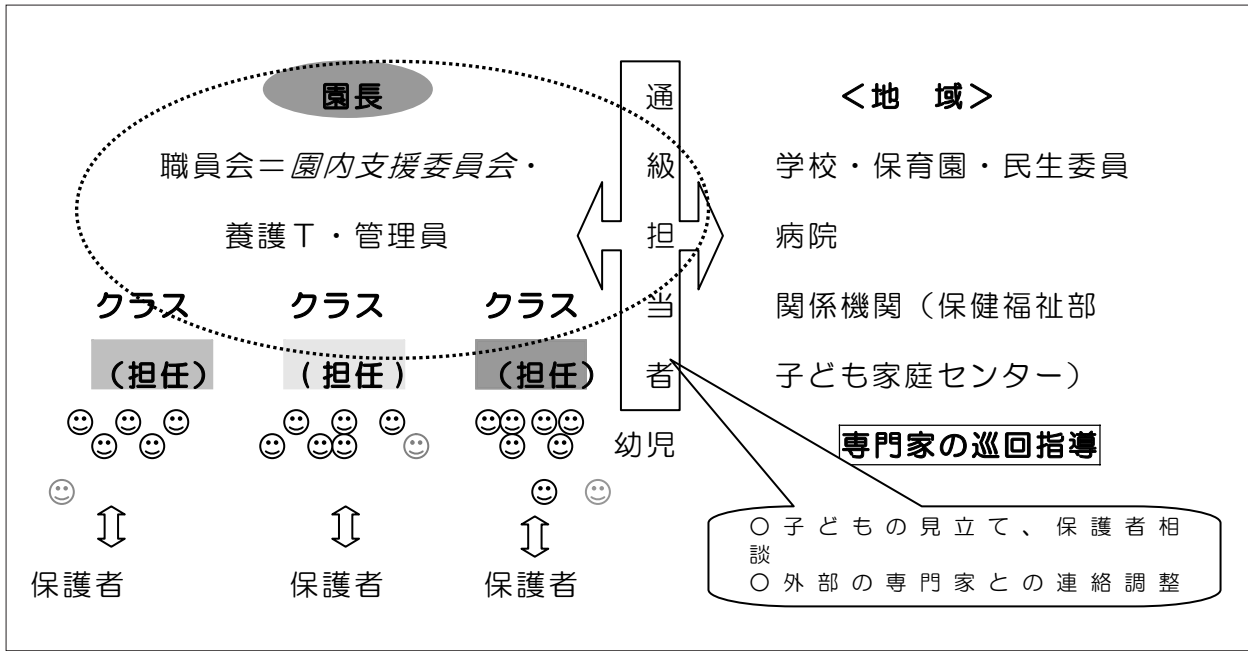 園長
職員会＝園内支援委員会・
養護Ｔ・管理員
クラス
クラス
クラス
（担任）
（担任）
（担任）
通級担当者
幼児
保護者
保護者
保護者
＜地　域＞
学校・保育園・民生委員
病院
関係機関（保健福祉部
子ども家庭センター）
専門家の巡回指導
○子どもの見立て、保護者相
談
○外部の専門家との連絡調整